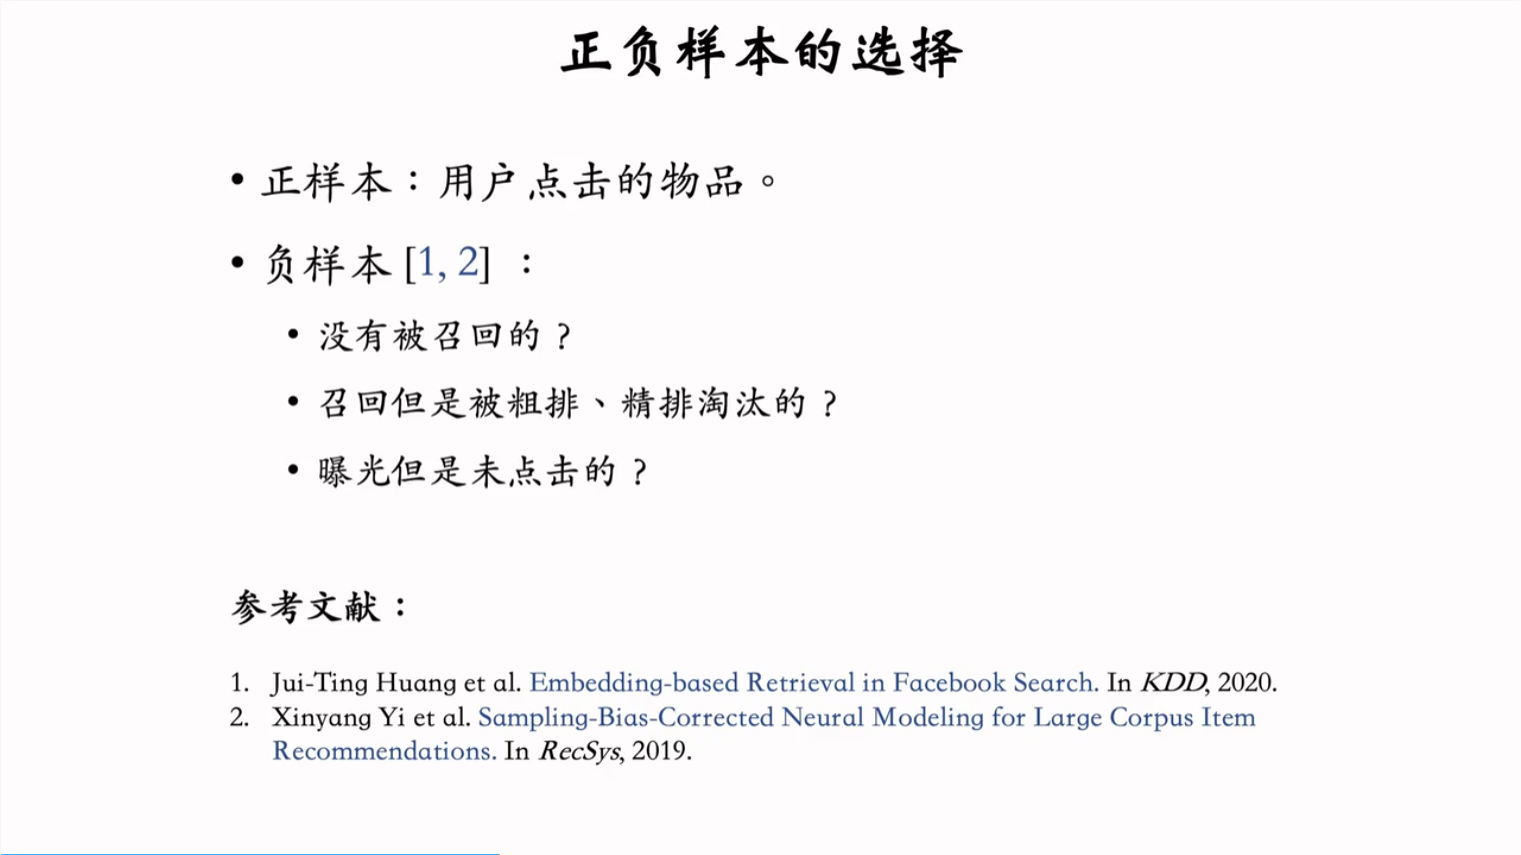 正负样本的选择
• 正样本：用户点击的物品。
• 负样本 [1, 2] ：
• 没有被召回的？
• 召回但是被粗排、精排淘汰的？
• 曝光但是未点击的？
参考文献：
1. Jui-Ting Huang et al. Embedding-based Retrieval in Facebook Search. In KDD, 2020.
2. Xinyang Yi et al. Sampling-Bias-Corrected Neural Modeling for Large Corpus Item
Recommendations. In RecSys, 2019.